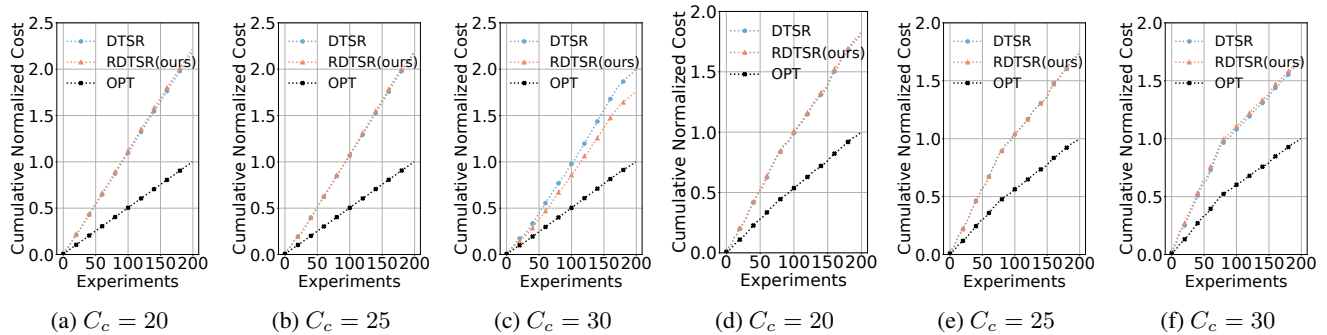 Cumulative Normalized Cost
2.5
2.0
1.5
1.0
0.5
0.0
DTSR
RDTSR(ours)
OPT
0 50 100 150 200
Experiments
(a) C_c = 20
Cumulative Normalized Cost
2.5
2.0
1.5
1.0
0.5
0.0
DTSR
RDTSR(ours)
OPT
0 50 100 150 200
Experiments
(b) C_c = 25
Cumulative Normalized Cost
2.5
2.0
1.5
1.0
0.5
0.0
DTSR
RDTSR(ours)
OPT
0 50 100 150 200
Experiments
(c) C_c = 30
Cumulative Normalized Cost
2.0
1.5
1.0
0.5
0.0
DTSR
RDTSR(ours)
OPT
0 50 100 150 200
Experiments
(d) C_c = 20
Cumulative Normalized Cost
2.0
1.5
1.0
0.5
0.0
DTSR
RDTSR(ours)
OPT
0 50 100 150 200
Experiments
(e) C_c = 25
Cumulative Normalized Cost
2.0
1.5
1.0
0.5
0.0
DTSR
RDTSR(ours)
OPT
0 50 100 150 200
Experiments
(f) C_c = 30